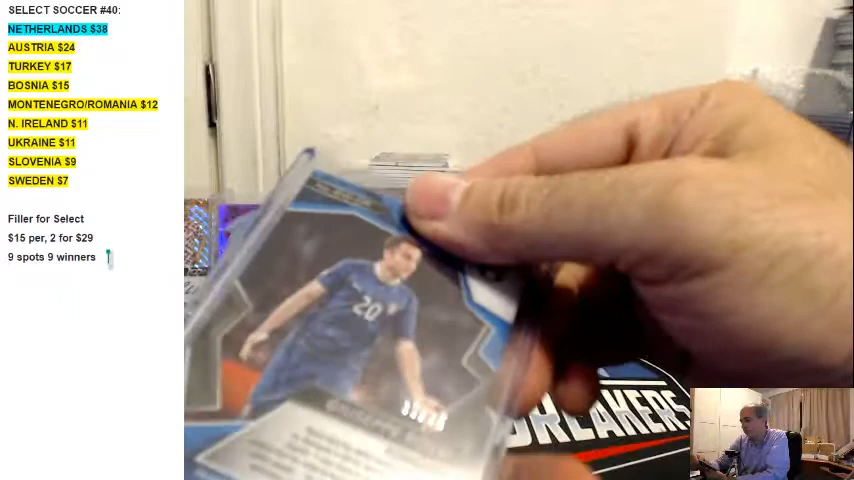 SELECT SOCCER #40:
NETHERLANDS $38
AUSTRIA $24
TURKEY $17
BOSNIA $15
MONTENEGRO/ROMANIA $12
N. IRELAND $11
UKRAINE $11
SLOVENIA $9
SWEDEN $7
Filler for Select
$15 per, 2 for $29
9 spots 9 winners
20
BREAKERS